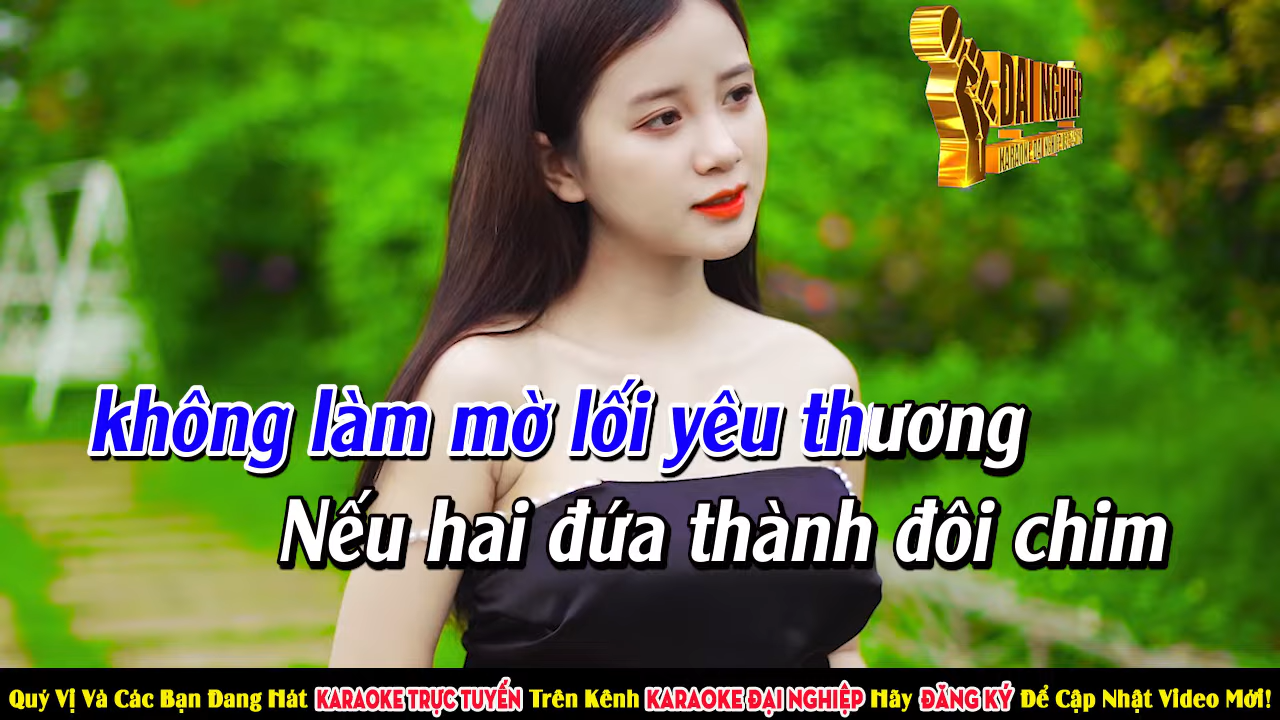 ĐẠI NGHIỆP
không làm mờ lối yêu thương
Nếu hai đứa thành đôi chim
Quý Vị Và Các Bạn Đang Hát KARAOKE TRỰC TUYẾN Trên Kênh KARAOKE ĐẠI NGHIỆP Hãy ĐĂNG KÝ Để Cập Nhật Video Mới!